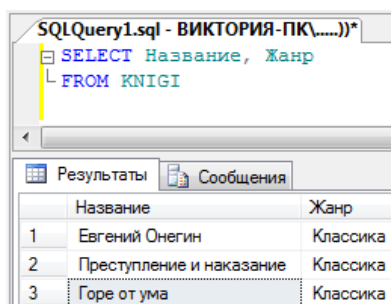 SQLQuery1.sql - ВИКТОРИЯ-ПК\.....))*
SELECT Название, Жанр
FROM KNIGI
Результаты Сообщения
Название Жанр
1 Евгений Онегин Классика
2 Преступление и наказание Классика
3 Горе от ума Классика